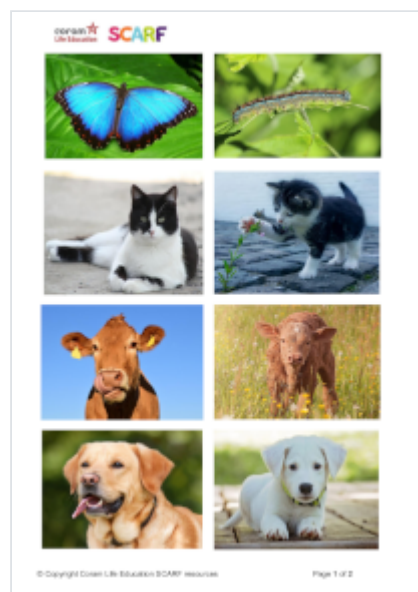 coram
Life Education
SCARF
© Copyright Coram Life Education SCARF resources
Page 1 of 2